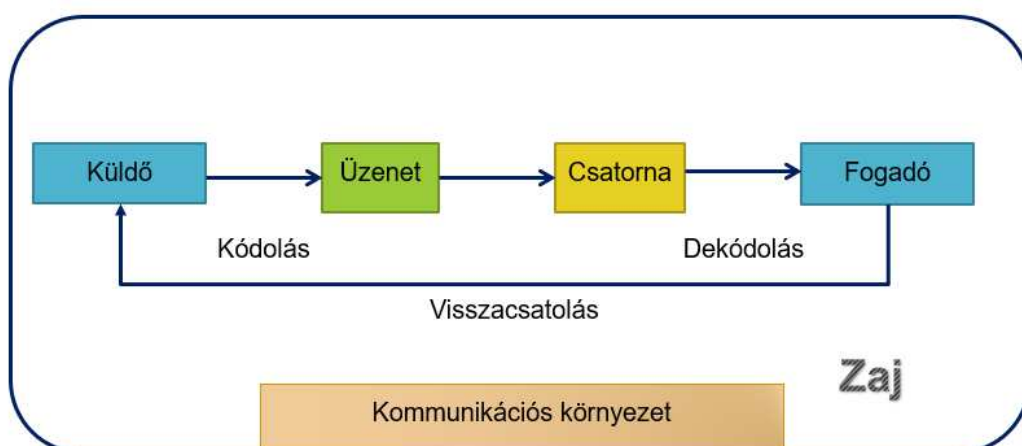 Küldő
Üzenet
Csatorna
Fogadó
Kódolás
Dekódolás
Visszacsatolás
Zaj
Kommunikációs környezet